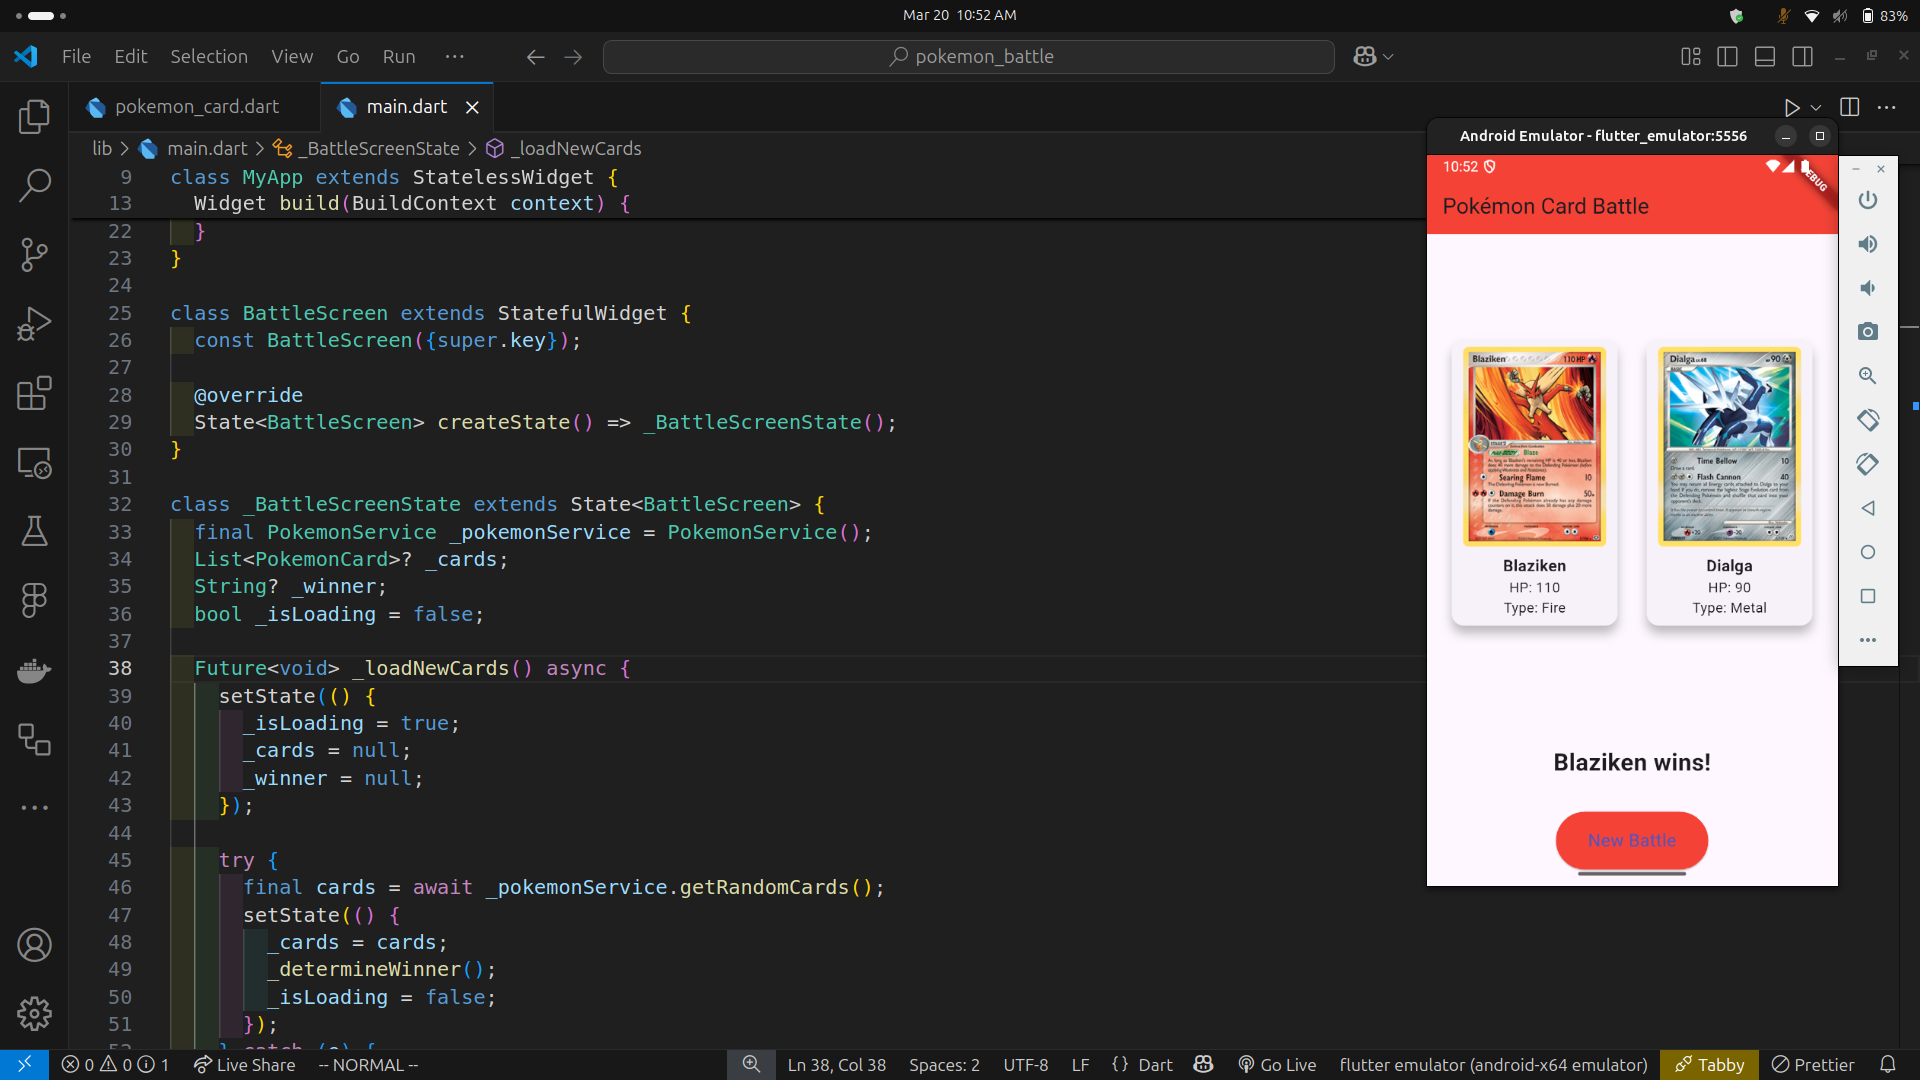 Mar 20 10:52 AM
83%
File Edit Selection View Go Run
pokemon_battle
pokemon_card.dart
main.dart
lib > main.dart > _BattleScreenState > _loadNewCards
9 class MyApp extends StatelessWidget {
13 Widget build(BuildContext context) {
22 }
23 }
24
25 class BattleScreen extends StatefulWidget {
26 const BattleScreen({super.key});
27
28 @override
29 State<BattleScreen> createState() => _BattleScreenState();
30 }
31
32 class _BattleScreenState extends State<BattleScreen> {
33 final PokemonService _pokemonService = PokemonService();
34 List<PokemonCard>? _cards;
35 String? _winner;
36 bool _isLoading = false;
37
38 Future<void> _loadNewCards() async {
39 setState(() {
40 _isLoading = true;
41 _cards = null;
42 _winner = null;
43 });
44
45 try {
46 final cards = await _pokemonService.getRandomCards();
47 setState(() {
48 _cards = cards;
49 _determineWinner();
50 _isLoading = false;
51 });
52 } catch (e) {
Android Emulator - flutter_emulator:5556
10:52
Pokémon Card Battle
Blaziken 110 HP
Blaze
Searing Flame 10
Damage Burn 50
Dialga 90
Time Bellow 10
Flash Cannon 40
Blaziken
HP: 110
Type: Fire
Dialga
HP: 90
Type: Metal
Blaziken wins!
New Battle
0 0 1 Live Share -- NORMAL --
Ln 38, Col 38 Spaces: 2 UTF-8 LF {} Dart Go Live flutter emulator (android-x64 emulator) Tabby Prettier